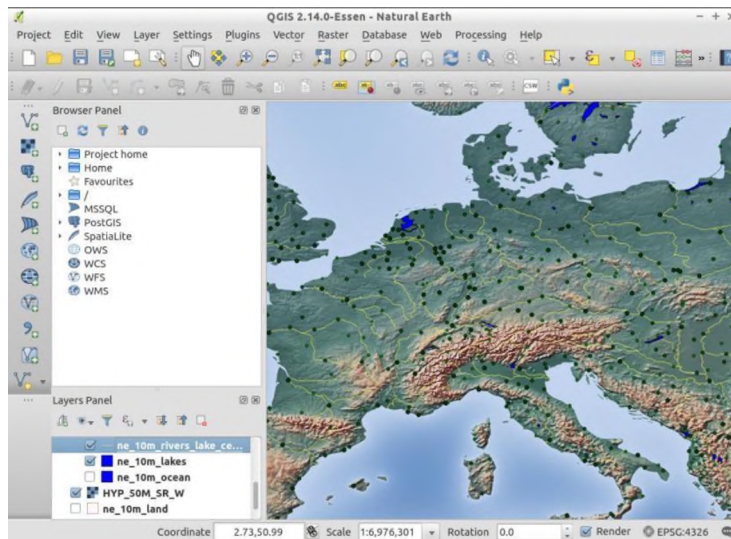 QGIS 2.14.0-Essen - Natural Earth
Project Edit View Layer Settings Plugins Vector Raster Database Web Processing Help
Browser Panel
Project home
Home
Favourites
/
MSSQL
PostGIS
SpatiaLite
OWS
WCS
WFS
WMS
Layers Panel
ne_10m_rivers_lake_ce...
ne_10m_lakes
ne_10m_ocean
HYP_50M_SR_W
ne_10m_land
Coordinate 2.73,50.99 Scale 1:6,976,301 Rotation 0.0 Render EPSG:4326